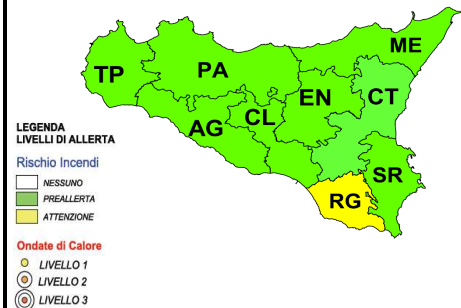 ME
TP
PA
EN
CT
CL
AG
SR
RG
LEGENDA
LIVELLI DI ALLERTA
Rischio Incendi
NESSUNO
PREALLERTA
ATTENZIONE
Ondate di Calore
LIVELLO 1
LIVELLO 2
LIVELLO 3